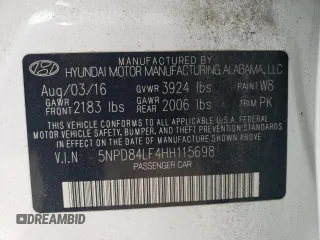 MANUFACTURED BY
HYUNDAI MOTOR MANUFACTURING ALABAMA, LLC
Aug/03/16 GVWR 3924 lbs PAINT W8
GAWR FRONT 2183 lbs GAWR REAR 2006 lbs TRIM PK
THIS VEHICLE CONFORMS TO ALL APPLICABLE
U.S. FEDERAL MOTOR VEHICLE SAFETY, BUMPER,
AND THEFT PREVENTION STANDARDS IN EFFECT
ON THE DATE OF MANUFACTURE SHOWN ABOVE.
V.I.N 5NPD84LF4HH115698
PASSENGER CAR
AUTOHELPERBOT.COM